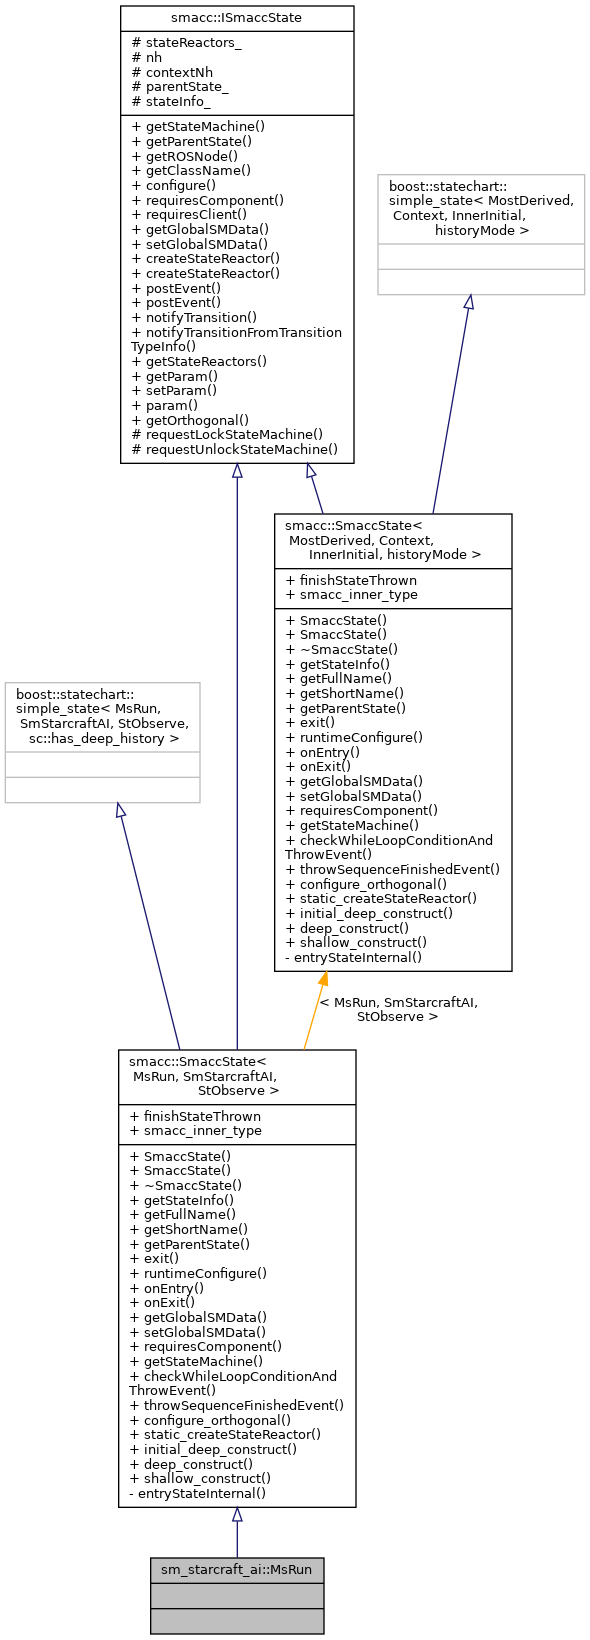 smacc::ISmaccState
# stateReactors_
# nh
# contextNh
# parentState_
# stateInfo_
+ getStateMachine()
+ getParentState()
+ getROSNode()
+ getClassName()
+ configure()
+ requiresComponent()
+ requiresClient()
+ getGlobalSMData()
+ setGlobalSMData()
+ createStateReactor()
+ createStateReactor()
+ postEvent()
+ postEvent()
+ notifyTransition()
+ notifyTransitionFromTransition
TypeInfo()
+ getStateReactors()
+ getParam()
+ setParam()
+ param()
+ getOrthogonal()
# requestLockStateMachine()
# requestUnlockStateMachine()
boost::statechart::
simple_state< MostDerived,
Context, InnerInitial,
historyMode >
smacc::SmaccState<
MostDerived, Context,
InnerInitial, historyMode >
+ finishStateThrown
+ smacc_inner_type
+ SmaccState()
+ SmaccState()
+ ~SmaccState()
+ getStateInfo()
+ getFullName()
+ getShortName()
+ getParentState()
+ exit()
+ runtimeConfigure()
+ onEntry()
+ onExit()
+ getGlobalSMData()
+ setGlobalSMData()
+ requiresComponent()
+ getStateMachine()
+ checkWhileLoopConditionAnd
ThrowEvent()
+ throwSequenceFinishedEvent()
+ configure_orthogonal()
+ static_createStateReactor()
+ initial_deep_construct()
+ deep_construct()
+ shallow_construct()
- entryStateInternal()
boost::statechart::
simple_state< MsRun,
SmStarcraftAI, StObserve,
sc::has_deep_history >
< MsRun, SmStarcraftAI,
StObserve >
smacc::SmaccState<
MsRun, SmStarcraftAI,
StObserve >
+ finishStateThrown
+ smacc_inner_type
+ SmaccState()
+ SmaccState()
+ ~SmaccState()
+ getStateInfo()
+ getFullName()
+ getShortName()
+ getParentState()
+ exit()
+ runtimeConfigure()
+ onEntry()
+ onExit()
+ getGlobalSMData()
+ setGlobalSMData()
+ requiresComponent()
+ getStateMachine()
+ checkWhileLoopConditionAnd
ThrowEvent()
+ throwSequenceFinishedEvent()
+ configure_orthogonal()
+ static_createStateReactor()
+ initial_deep_construct()
+ deep_construct()
+ shallow_construct()
- entryStateInternal()
sm_starcraft_ai::MsRun